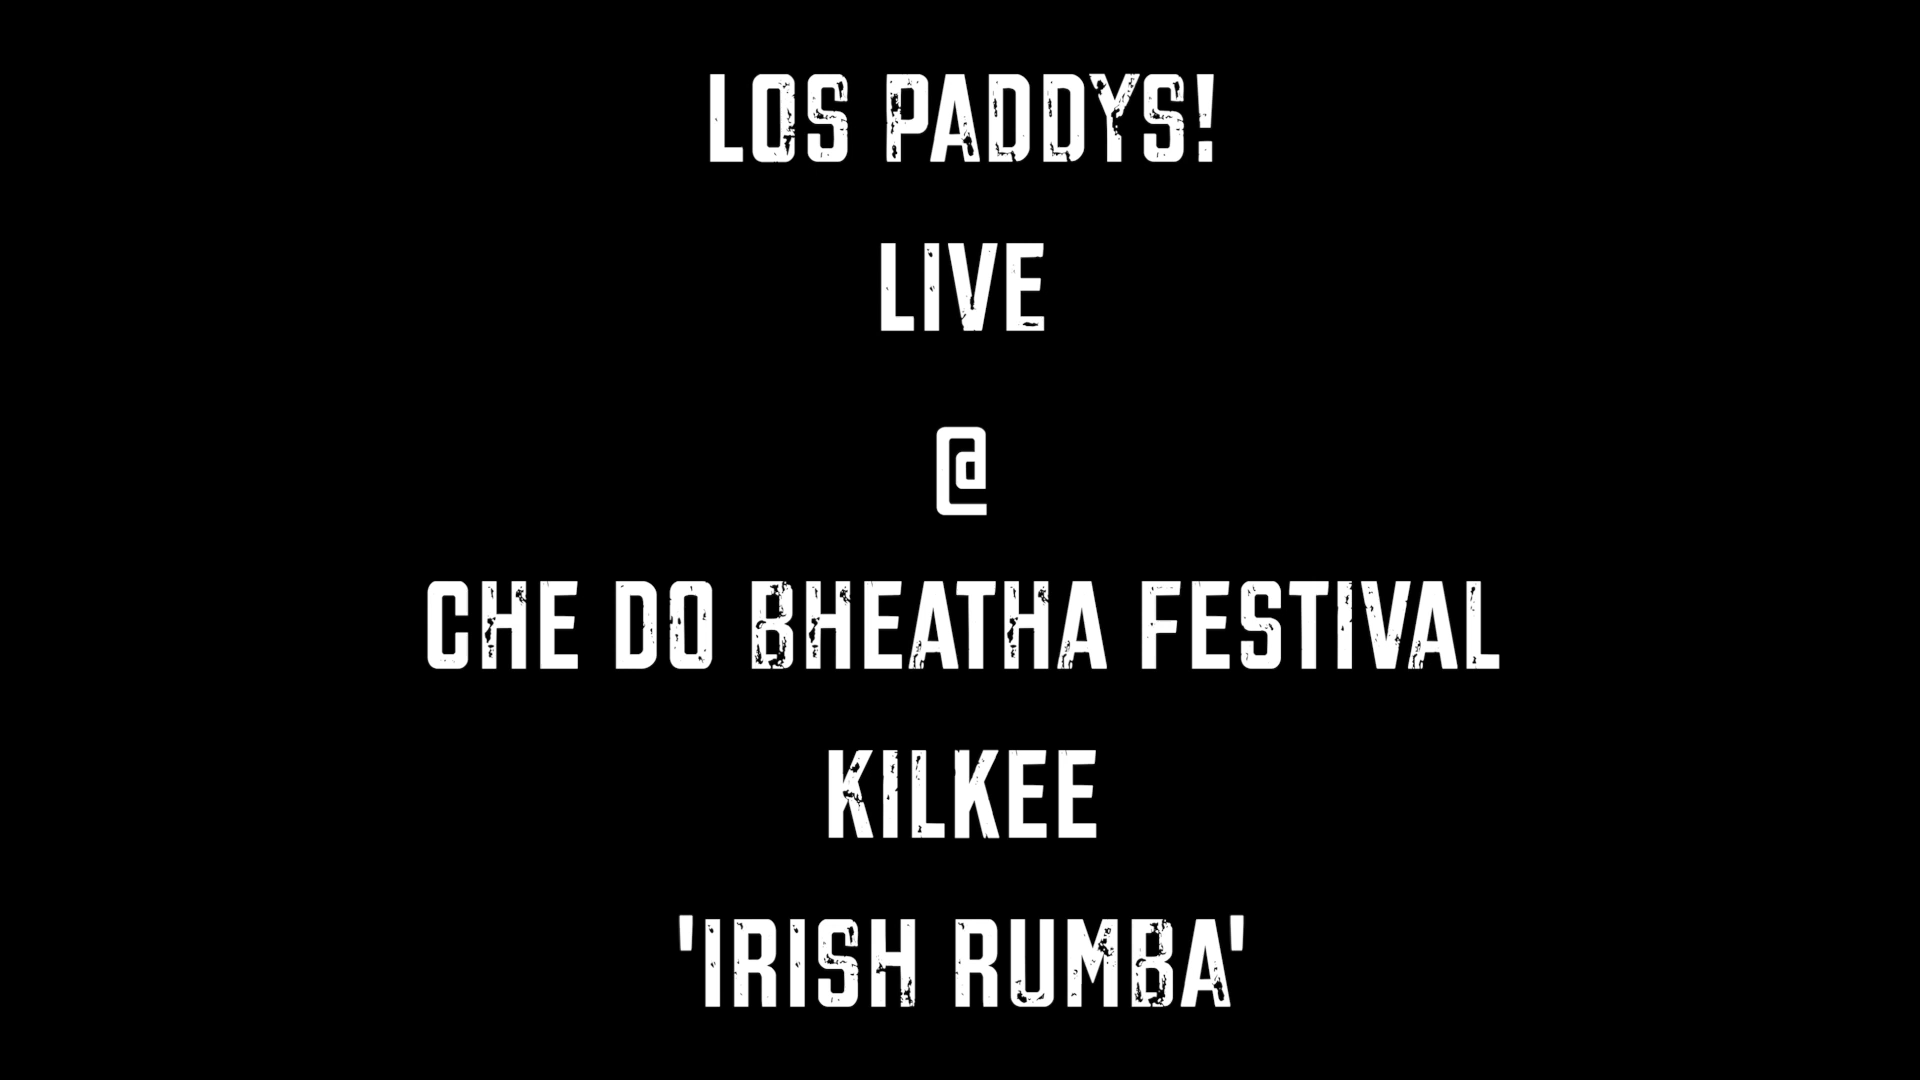 LOS PADDYS!
LIVE
@
CHE DO BHEATHA FESTIVAL
KILKEE
'IRISH RUMBA'